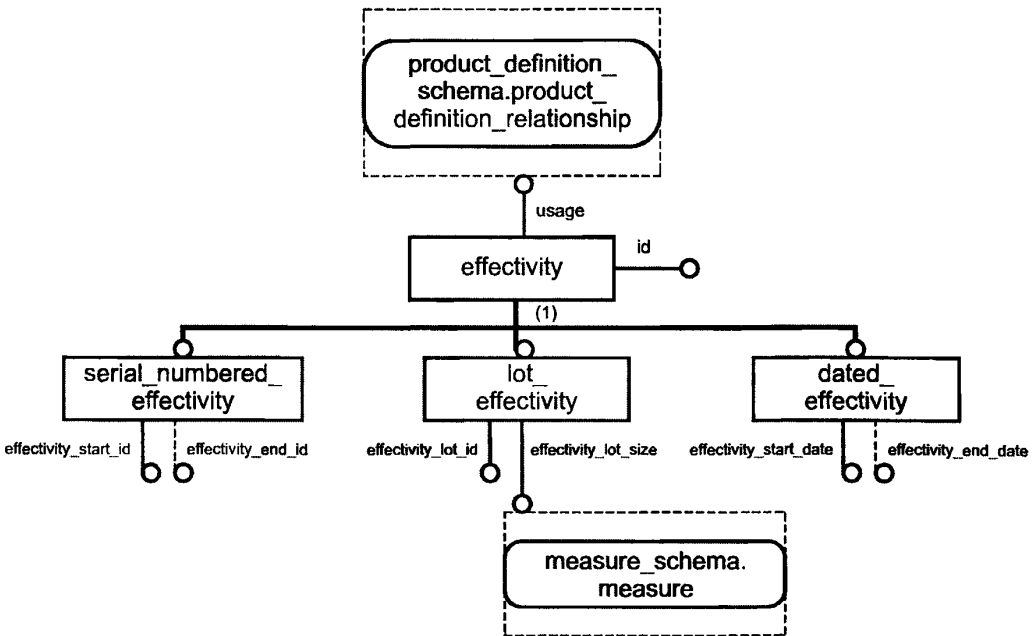 product_definition_
schema.product_
definition_relationship
usage
id
effectivity
(1)
serial_numbered_
effectivity
lot_
effectivity
dated_
effectivity
effectivity_start_id
effectivity_end_id
effectivity_lot_id
effectivity_lot_size
effectivity_start_date
effectivity_end_date
measure_schema.
measure